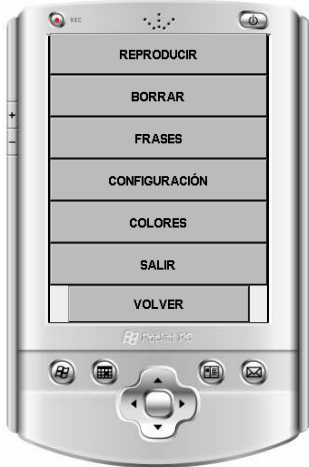 REC
REPRODUCIR
BORRAR
FRASES
CONFIGURACIÓN
COLORES
SALIR
VOLVER
Pocket PC